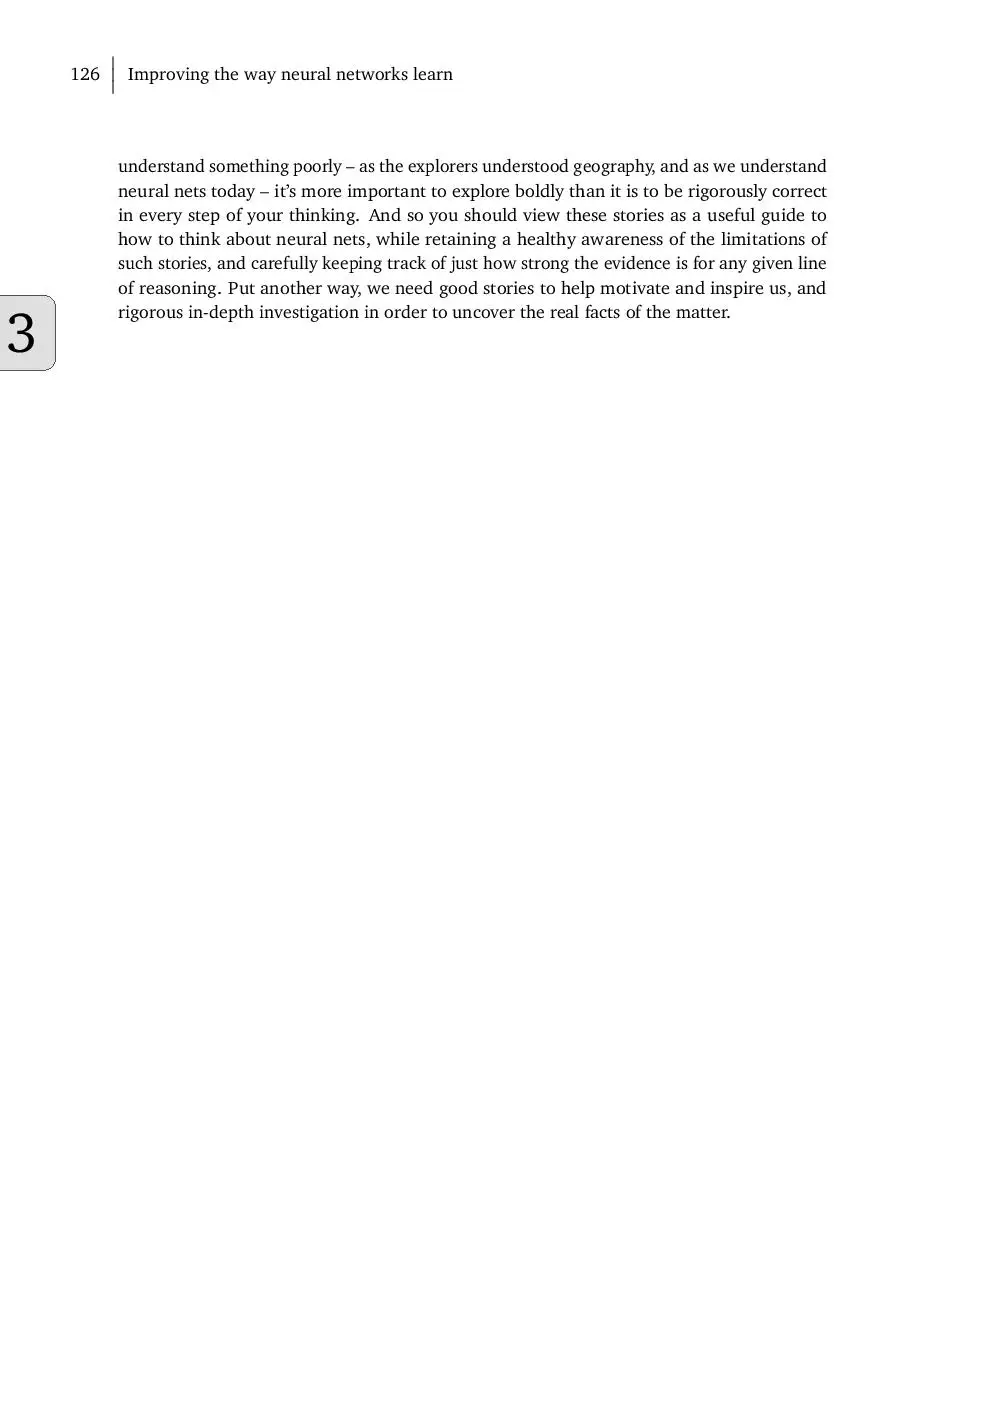 126 Improving the way neural networks learn
understand something poorly – as the explorers understood geography, and as we understand
neural nets today – it’s more important to explore boldly than it is to be rigorously correct
in every step of your thinking. And so you should view these stories as a useful guide to
how to think about neural nets, while retaining a healthy awareness of the limitations of
such stories, and carefully keeping track of just how strong the evidence is for any given line
of reasoning. Put another way, we need good stories to help motivate and inspire us, and
rigorous in-depth investigation in order to uncover the real facts of the matter.
3